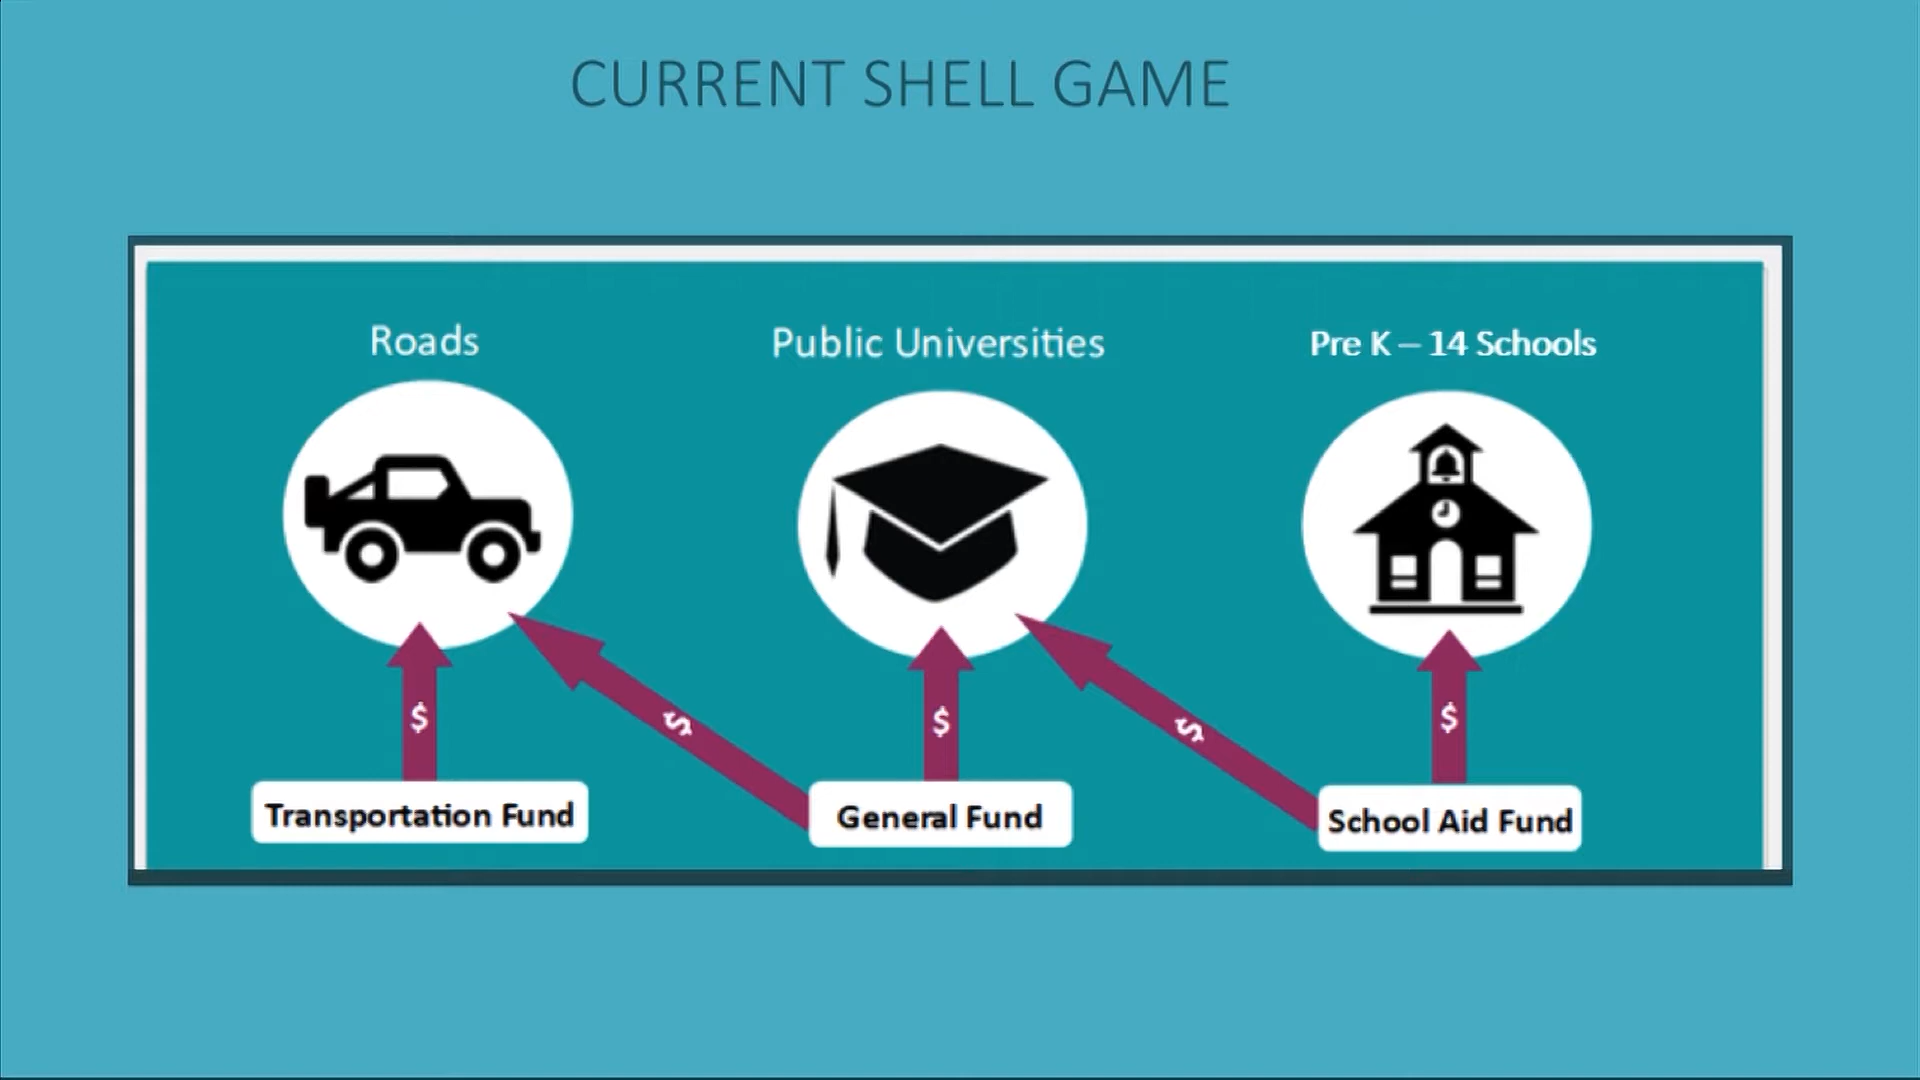 CURRENT SHELL GAME
Roads
Public Universities
Pre K – 14 Schools
$
$
$
$
$
Transportation Fund
General Fund
School Aid Fund